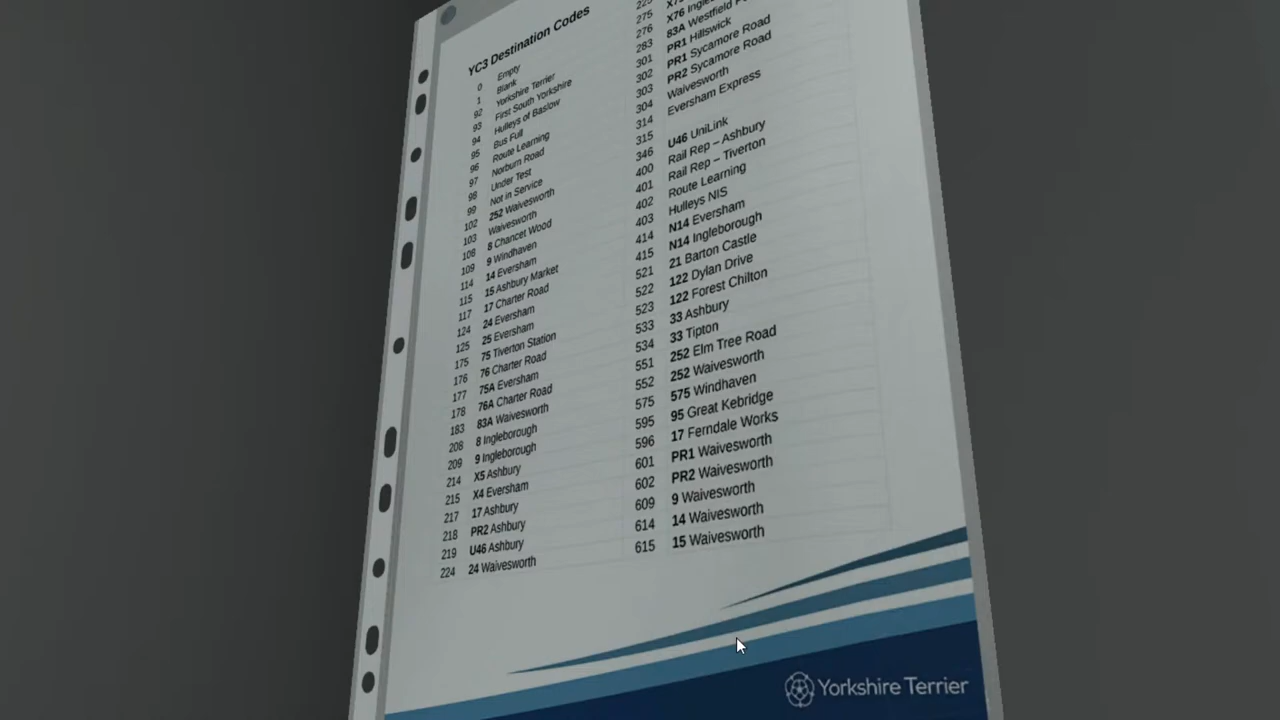 YC3 Destination Codes
0 Empty
1 Blank
92 Yorkshire Terrier
93 First South Yorkshire
94 Hulleys of Baslow
95 Bus Full
96 Route Learning
97 Norburn Road
98 Under Test
99 Not in Service
102 252 Waivesworth
103 Waivesworth
108 8 Chancet Wood
109 9 Windhaven
114 14 Eversham
115 15 Ashbury Market
117 17 Charter Road
124 24 Eversham
125 25 Eversham
175 75 Tiverton Station
176 76 Charter Road
177 75A Eversham
178 76A Charter Road
183 83A Waivesworth
208 8 Ingleborough
209 9 Ingleborough
214 X5 Ashbury
215 X4 Eversham
217 17 Ashbury
218 PR2 Ashbury
219 U46 Ashbury
224 24 Waivesworth
275
276 X76
283 83A Westfield
301 PR1 Hillswick
302 PR1 Sycamore Road
303 PR2 Sycamore Road
304 Waivesworth
314 Eversham Express
315
346 U46 UniLink
400 Rail Rep – Ashbury
401 Rail Rep – Tiverton
402 Route Learning
403 Hulleys NIS
414 N14 Eversham
415 N14 Ingleborough
521 21 Barton Castle
522 122 Dylan Drive
523 122 Forest Chilton
533 33 Ashbury
534 33 Tipton
551 252 Elm Tree Road
552 252 Waivesworth
575 575 Windhaven
595 95 Great Kebridge
596 17 Ferndale Works
601 PR1 Waivesworth
602 PR2 Waivesworth
609 9 Waivesworth
614 14 Waivesworth
615 15 Waivesworth
Yorkshire Terrier